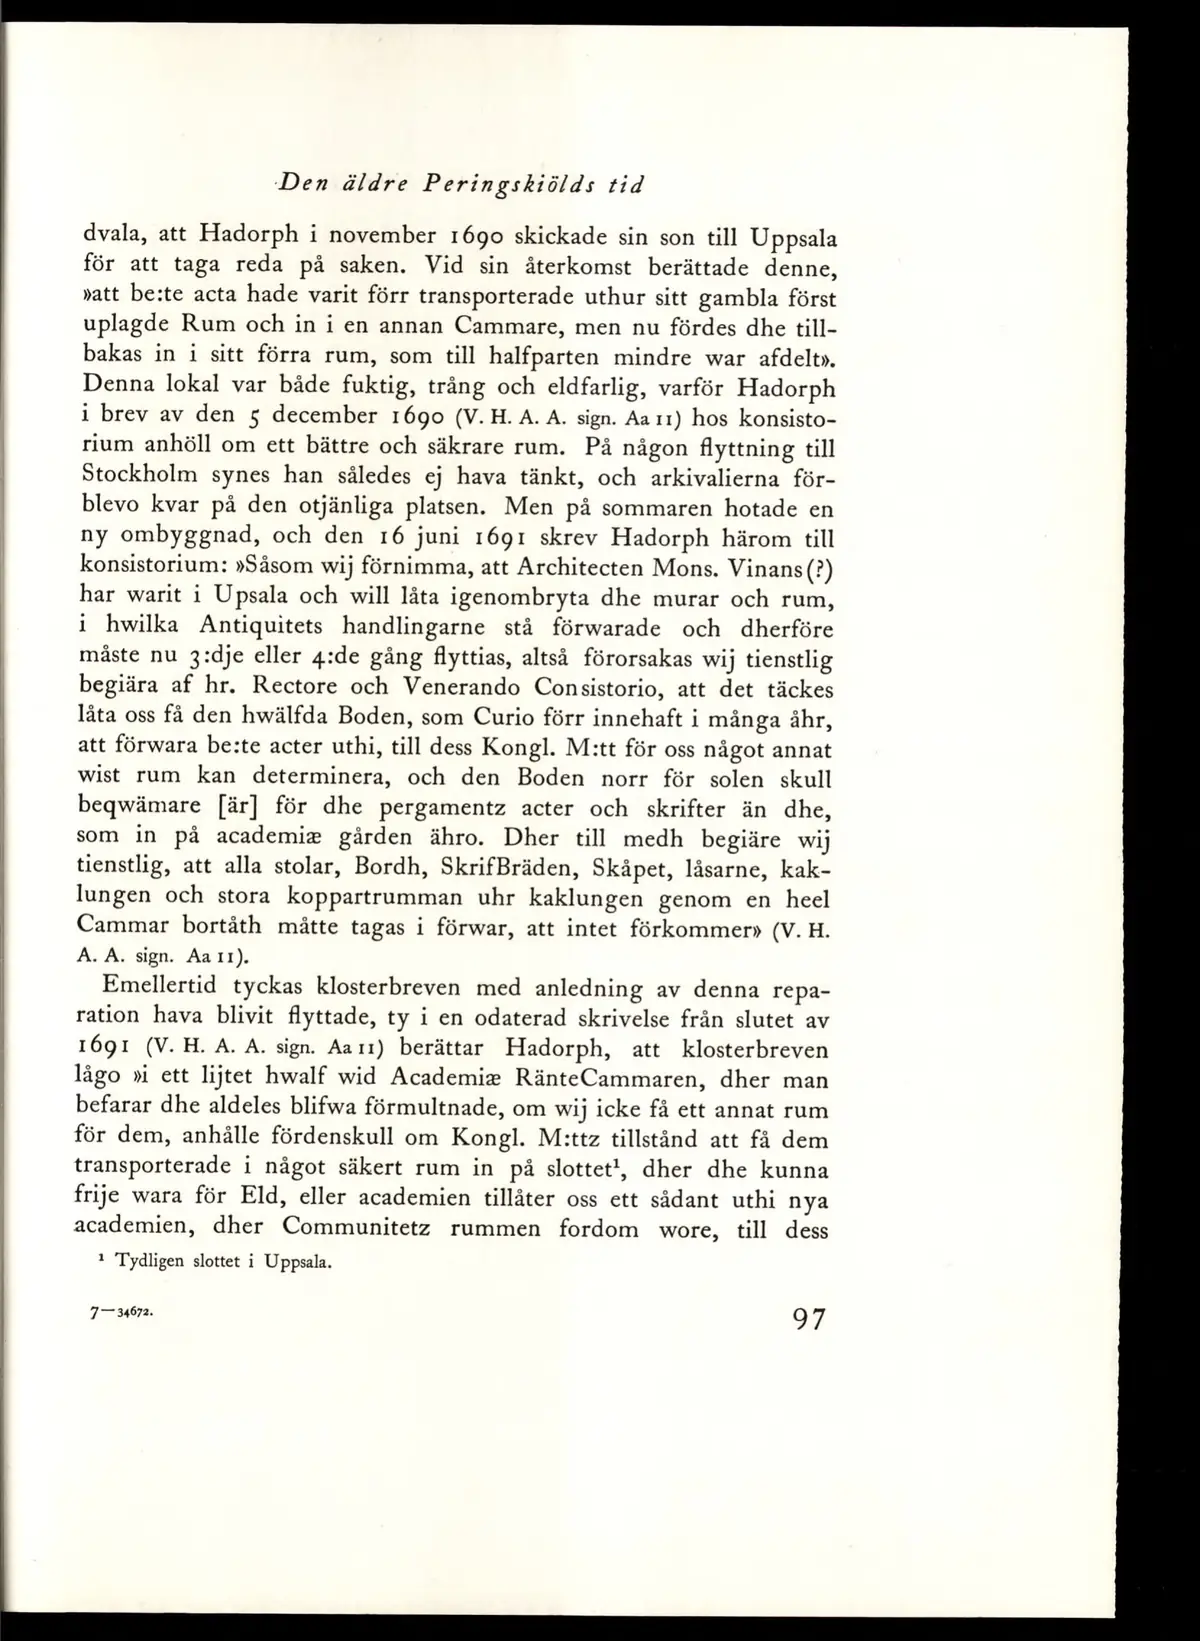 Den äldre Peringskiölds tid
dvala, att Hadorph i november 1690 skickade sin son till Uppsala
för att taga reda på saken. Vid sin återkomst berättade denne,
»att be:te acta hade varit förr transporterade uthur sitt gambla först
uplagde Rum och in i en annan Cammare, men nu fördes dhe till-
bakas in i sitt förra rum, som till halfparten mindre war afdelt».
Denna lokal var både fuktig, trång och eldfarlig, varför Hadorph
i brev av den 5 december 1690 (V. H. A. A. sign. Aa 11) hos konsisto-
rium anhöll om ett bättre och säkrare rum. På någon flyttning till
Stockholm synes han således ej hava tänkt, och arkivalierna för-
blevo kvar på den otjänliga platsen. Men på sommaren hotade en
ny ombyggnad, och den 16 juni 1691 skrev Hadorph härom till
konsistorium: »Såsom wij förnimma, att Architecten Mons. Vinans(?)
har warit i Upsala och will låta igenombryta dhe murar och rum,
i hwilka Antiquitets handlingarne stå förwarade och dherföre
måste nu 3:dje eller 4:de gång flyttias, altså förorsakas wij tienstlig
begiära af hr. Rectore och Venerando Consistorio, att det täckes
låta oss få den hwälfda Boden, som Curio förr innehaft i många åhr,
att förwara be:te acter uthi, till dess Kongl. M:tt för oss något annat
wist rum kan determinera, och den Boden norr för solen skull
beqwämare [är] för dhe pergamentz acter och skrifter än dhe,
som in på academiæ gården ähro. Dher till medh begiäre wij
tienstlig, att alla stolar, Bordh, SkrifBräden, Skåpet, låsarne, kak-
lungen och stora koppartrumman uhr kaklungen genom en heel
Cammar bortåth måtte tagas i förwar, att intet förkommer» (V. H.
A. A. sign. Aa 11).
Emellertid tyckas klosterbreven med anledning av denna repa-
ration hava blivit flyttade, ty i en odaterad skrivelse från slutet av
1691 (V. H. A. A. sign. Aa 11) berättar Hadorph, att klosterbreven
lågo »i ett lijtet hwalf wid Academiæ RänteCammaren, dher man
befarar dhe aldeles blifwa förmultnade, om wij icke få ett annat rum
för dem, anhålle fördenskull om Kongl. M:ttz tillstånd att få dem
transporterade i något säkert rum in på slottet¹, dher dhe kunna
frije wara för Eld, eller academien tillåter oss ett sådant uthi nya
academien, dher Communitetz rummen fordom wore, till dess
¹ Tydligen slottet i Uppsala.
7—34672.
97